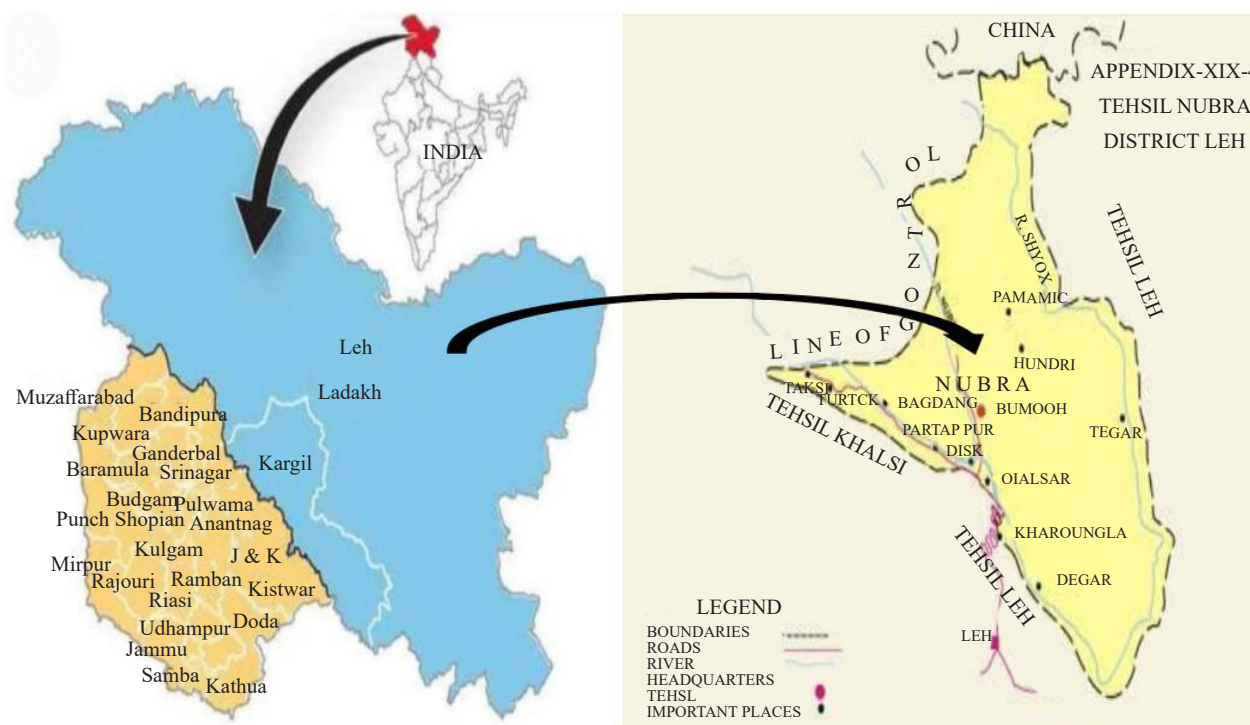 INDIA
Leh
Ladakh
Kargil
Muzaffarabad
Bandipura
Kupwara
Ganderbal
Baramula
Srinagar
Budgam
Pulwama
Punch Shopian
Anantnag
Kulgam
J & K
Mirpur
Rajouri
Ramban
Kistwar
Riasi
Udhampur
Doda
Jammu
Samba
Kathua
CHINA
APPENDIX-XIX-4
TEHSIL NUBRA
DISTRICT LEH
LINE OF GONZTROL
R. SHYOX
TEHSIL LEH
PAMAMIC
HUNDRI
NUBRA
TAKSI
TURTCK
BAGDANG
BUMOOH
TEHSIL KHALSI
PARTAP PUR
DISK
TEGAR
OIALSAR
KHAROUNGLA
TEHSIL LEH
DEGAR
LEH
LEGEND
BOUNDARIES
ROADS
RIVER
HEADQUARTERS
TEHSL
IMPORTANT PLACES